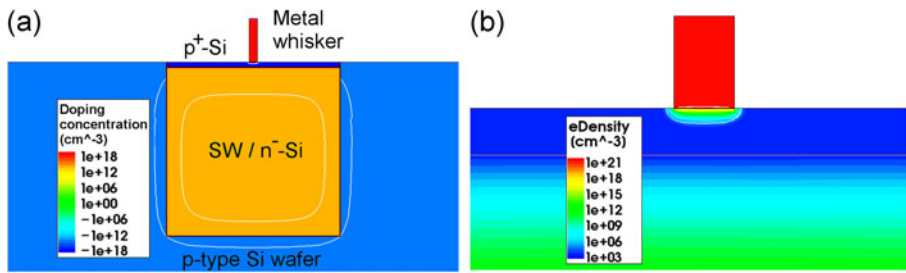 (a)
Metal
whisker
p⁺-Si
Doping
concentration
(cm^-3)
1e+18
1e+12
1e+06
1e+00
-1e+06
-1e+12
-1e+18
SW / n⁻-Si
p-type Si wafer
(b)
eDensity
(cm^-3)
1e+21
1e+18
1e+15
1e+12
1e+09
1e+06
1e+03